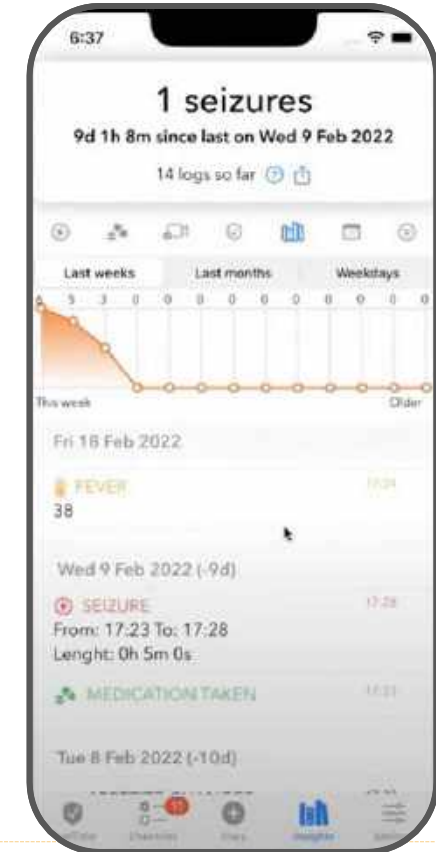 6:37
1 seizures
9d 1h 8m since last on Wed 9 Feb 2022
14 logs so far
Last weeks Last months Weekdays
5 3 0 0 0 0 0 0 0 0 0 0
This week Older
Fri 18 Feb 2022
FEVER
38
Wed 9 Feb 2022 (-9d)
SEIZURE 17:28
From: 17:23 To: 17:28
Lenght: 0h 5m 0s
MEDICATION TAKEN
Tue 8 Feb 2022 (-10d)
Insights